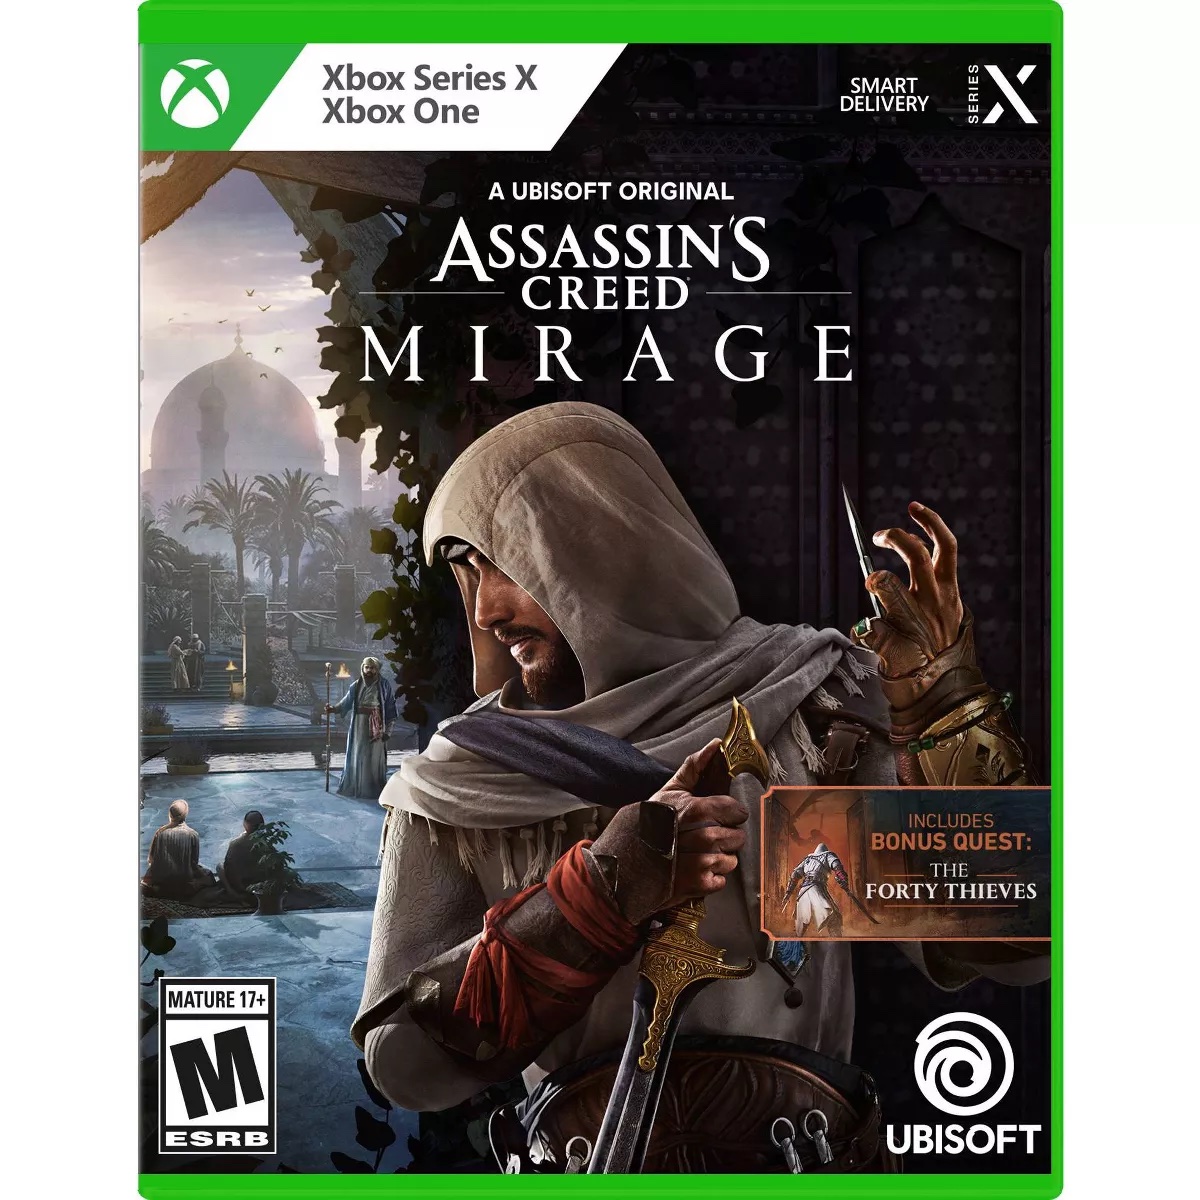 Xbox Series X
Xbox One
SMART
DELIVERY
SERIES
X
A UBISOFT ORIGINAL
ASSASSIN'S
CREED®
MIRAGE
INCLUDES
BONUS QUEST:
THE
FORTY THIEVES
MATURE 17+
M
ESRB
UBISOFT